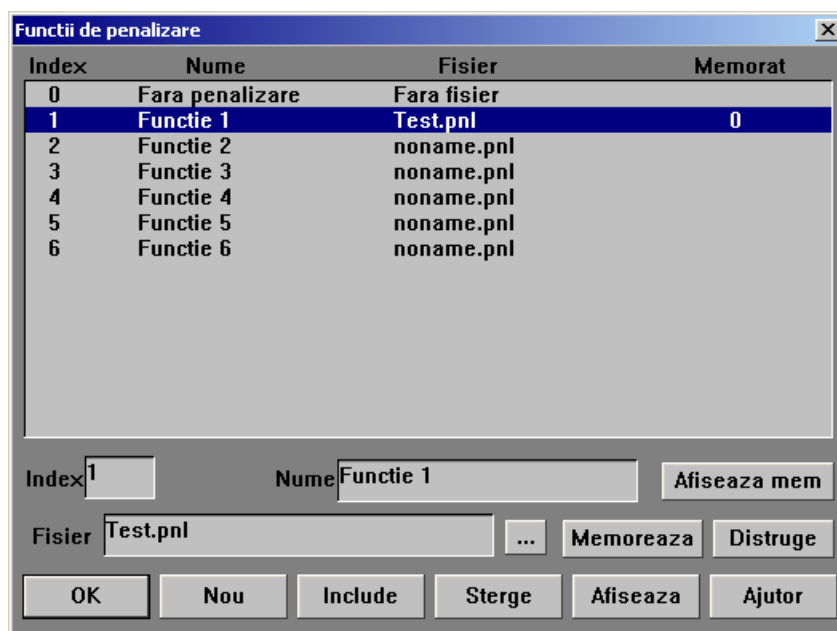 Functii de penalizare
Index Nume Fisier Memorat
0 Fara penalizare Fara fisier
1 Functie 1 Test.pnl 0
2 Functie 2 noname.pnl
3 Functie 3 noname.pnl
4 Functie 4 noname.pnl
5 Functie 5 noname.pnl
6 Functie 6 noname.pnl
Index 1 Nume Functie 1 Afiseaza mem
Fisier Test.pnl ... Memoreaza Distruge
OK Nou Include Sterge Afiseaza Ajutor